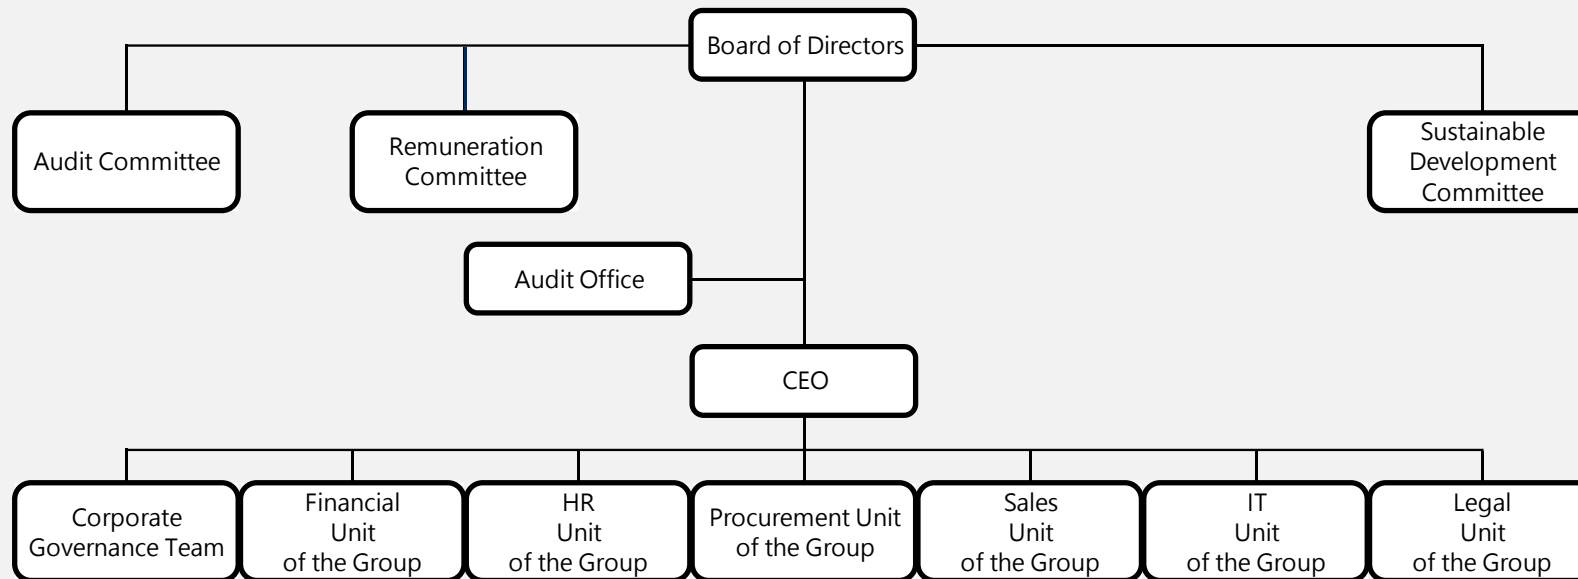 Board of Directors
Audit Committee
Remuneration
Committee
Sustainable
Development
Committee
Audit Office
CEO
Corporate
Governance Team
Financial
Unit
of the Group
HR
Unit
of the Group
Procurement Unit
of the Group
Sales
Unit
of the Group
IT
Unit
of the Group
Legal
Unit
of the Group